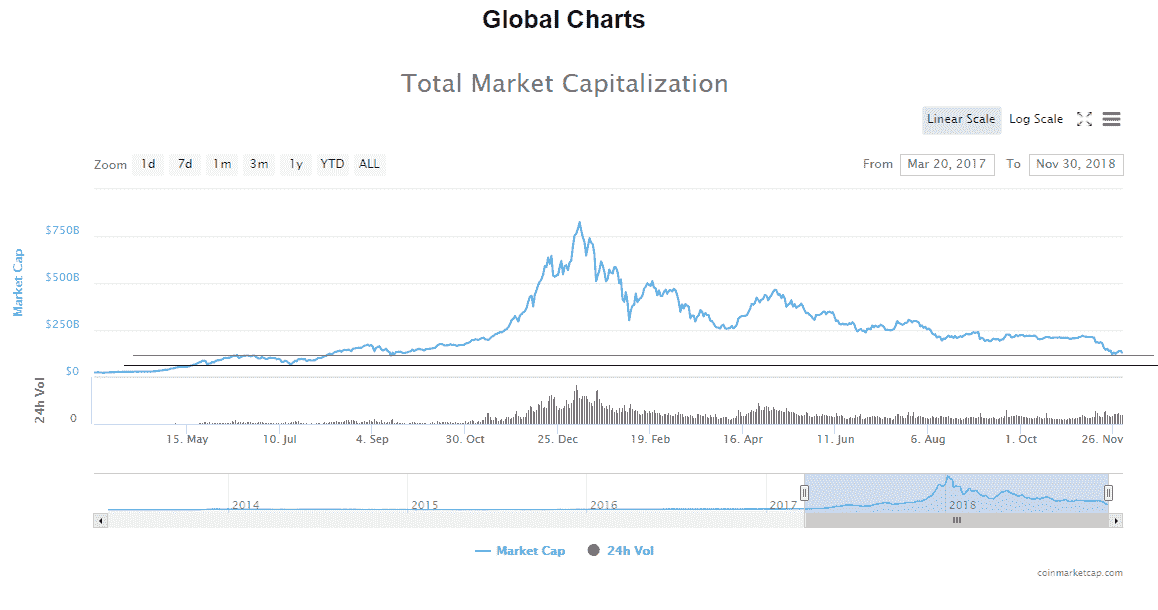 Global Charts
Total Market Capitalization
Linear Scale Log Scale
Zoom 1d 7d 1m 3m 1y YTD ALL From Mar 20, 2017 To Nov 30, 2018
Market Cap
$750B
$500B
$250B
$0
24h Vol
0
15. May 10. Jul 4. Sep 30. Oct 25. Dec 19. Feb 16. Apr 11. Jun 6. Aug 1. Oct 26. Nov
2014 2015 2016 2017 2018
Market Cap 24h Vol
coinmarketcap.com